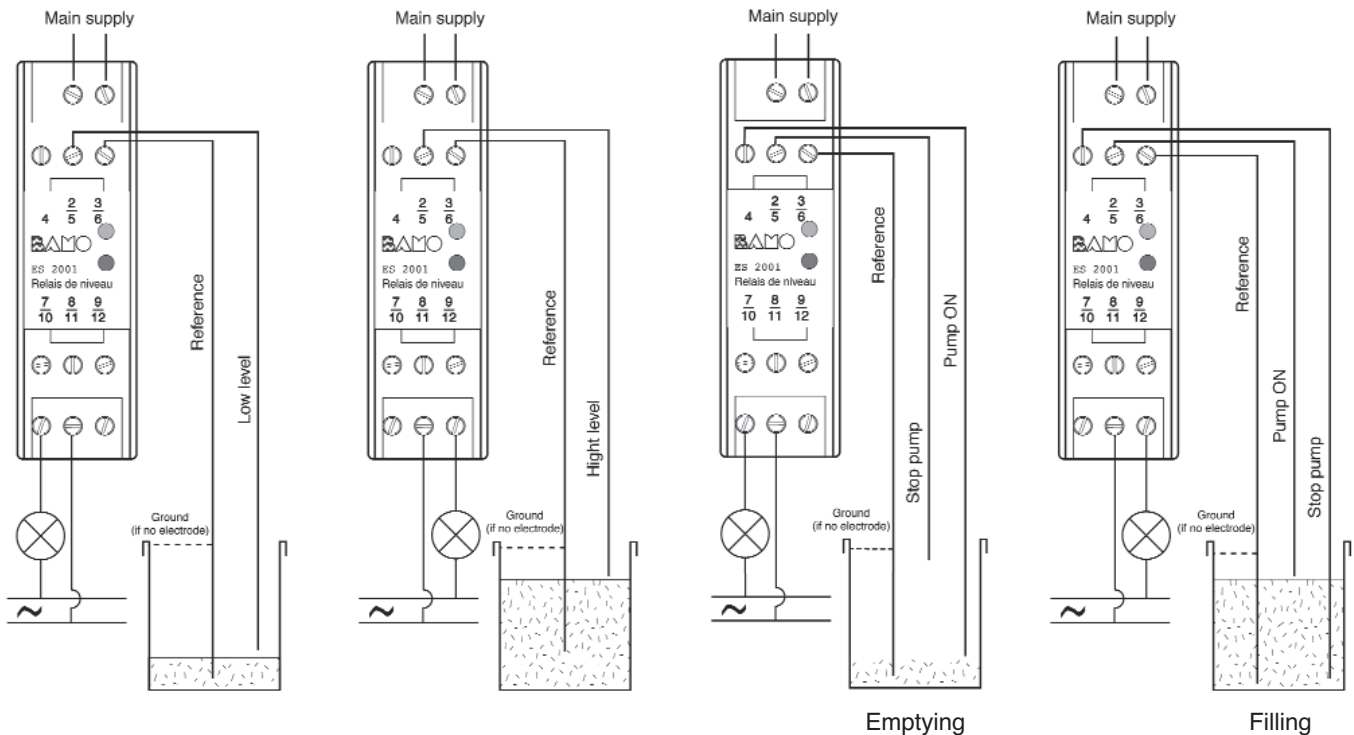 Main supply
4 2/5 3/6
BAMO
ES 2001
Relais de niveau
7/10 8/11 9/12
Reference
Low level
Ground
(if no electrode)
~
Main supply
4 2/5 3/6
BAMO
ES 2001
Relais de niveau
7/10 8/11 9/12
Reference
Hight level
Ground
(if no electrode)
~
Main supply
4 2/5 3/6
BAMO
ES 2001
Relais de niveau
7/10 8/11 9/12
Reference
Stop pump
Pump ON
Ground
(if no electrode)
~
Emptying
Main supply
4 2/5 3/6
BAMO
ES 2001
Relais de niveau
7/10 8/11 9/12
Reference
Pump ON
Stop pump
Ground
(if no electrode)
~
Filling